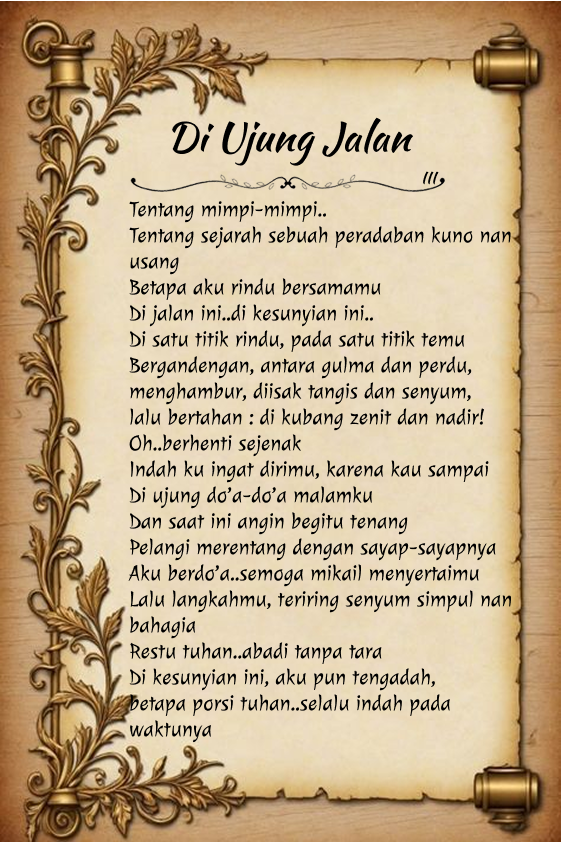 Di Ujung Jalan
III
Tentang mimpi-mimpi..
Tentang sejarah sebuah peradaban kuno nan
usang
Betapa aku rindu bersamamu
Di jalan ini..di kesunyian ini..
Di satu titik rindu, pada satu titik temu
Bergandengan, antara gulma dan perdu,
menghambur, diisak tangis dan senyum,
lalu bertahan : di kubang zenit dan nadir!
Oh..berhenti sejenak
Indah ku ingat dirimu, karena kau sampai
Di ujung do'a-do'a malamku
Dan saat ini angin begitu tenang
Pelangi merentang dengan sayap-sayapnya
Aku berdo'a..semoga mikail menyertaimu
Lalu langkahmu, teriring senyum simpul nan
bahagia
Restu tuhan..abadi tanpa tara
Di kesunyian ini, aku pun tengadah,
betapa porsi tuhan..selalu indah pada
waktunya